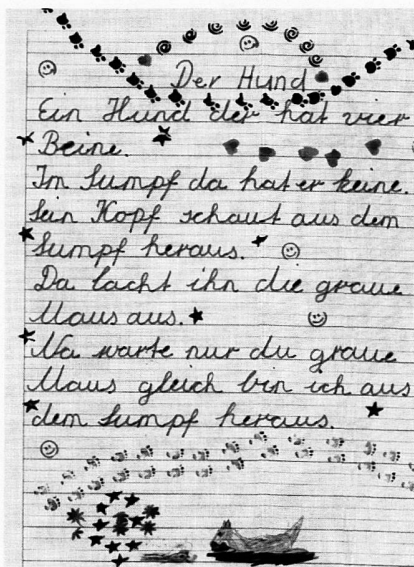 Der Hund
Ein Hund der hat vier
Beine.
Im Sumpf da hat er keine.
Sein Kopf schaut aus dem
Sumpf heraus.
Da lacht ihn die graue
Maus aus.
Na warte nur du graue
Maus gleich bin ich aus
dem Sumpf heraus.